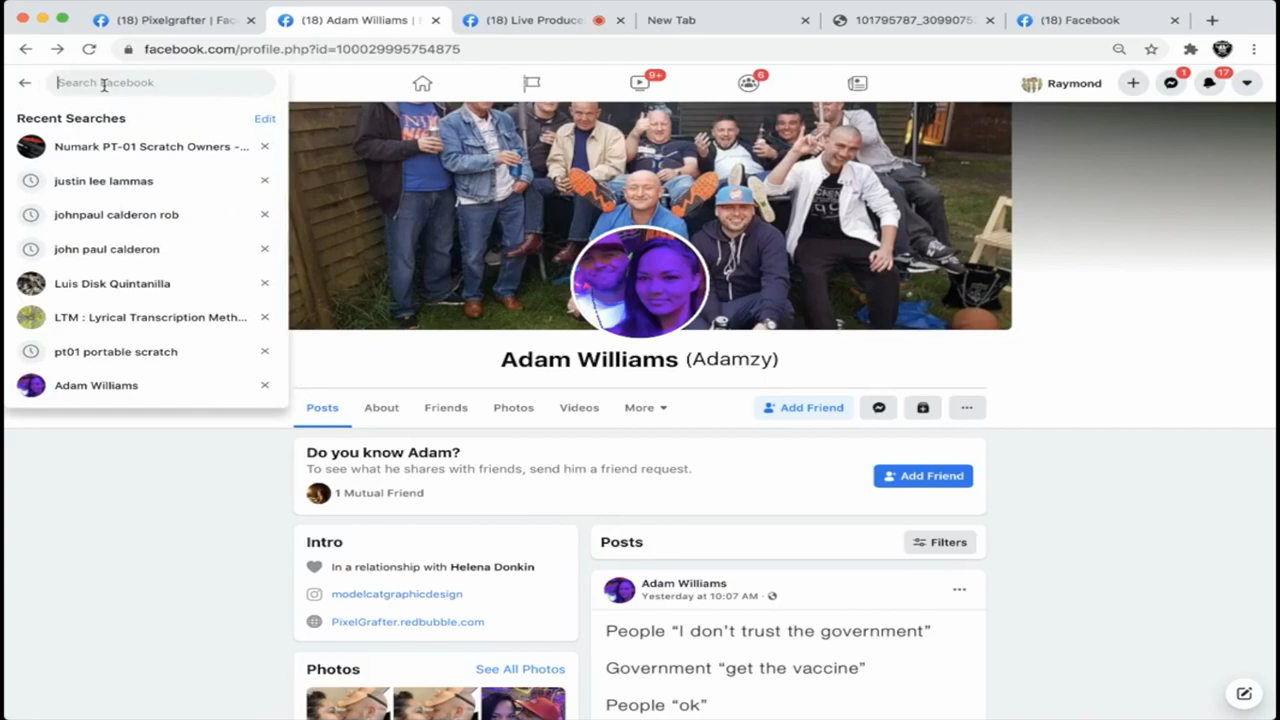 (18) Pixelgrafter | Fac
(18) Adam Williams | F
(18) Live Produce
New Tab
101795787_3099075
(18) Facebook
facebook.com/profile.php?id=100029995754875
Search Facebook
9+
6
Raymond
1
17
Recent Searches
Edit
Numark PT-01 Scratch Owners -...
justin lee lammas
johnpaul calderon rob
john paul calderon
Luis Disk Quintanilla
LTM : Lyrical Transcription Meth...
pt01 portable scratch
Adam Williams
Adam Williams (Adamzy)
Posts
About
Friends
Photos
Videos
More
Add Friend
Do you know Adam?
To see what he shares with friends, send him a friend request.
1 Mutual Friend
Add Friend
Intro
In a relationship with Helena Donkin
modelcatgraphicdesign
PixelGrafter.redbubble.com
Photos
See All Photos
Posts
Filters
Adam Williams
Yesterday at 10:07 AM ·
People “I don’t trust the government”
Government “get the vaccine”
People “ok”